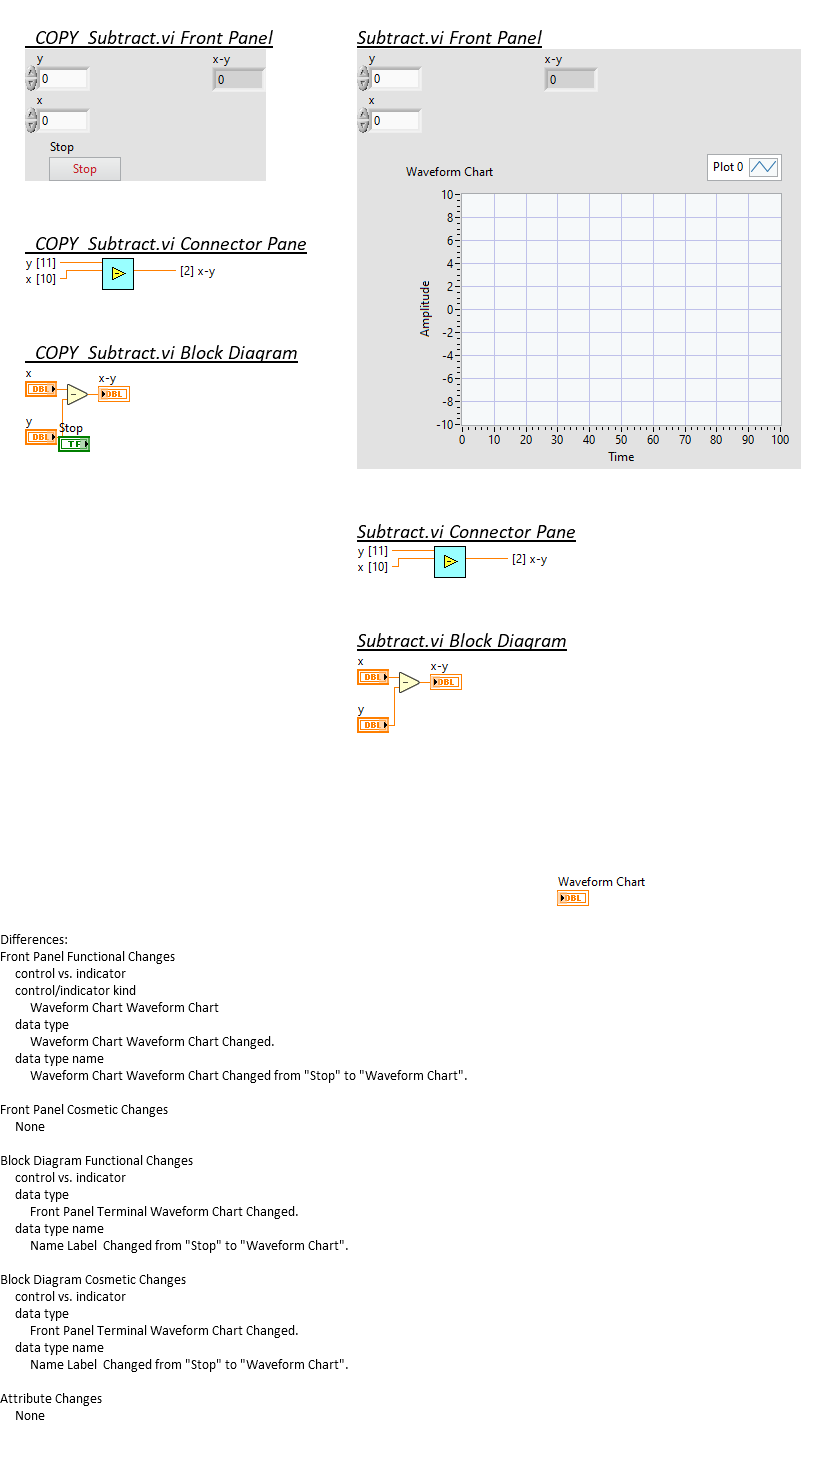 _COPY_Subtract.vi Front Panel
y
0
x-y
0
x
0
Stop
Stop
_COPY_Subtract.vi Connector Pane
y [11]
x [10]
[2] x-y
_COPY_Subtract.vi Block Diagram
x
DBL
x-y
DBL
y
DBL
Stop
TF
Subtract.vi Front Panel
y
0
x-y
0
x
0
Waveform Chart
Plot 0
10
8
6
4
2
0
-2
-4
-6
-8
-10
Amplitude
0 10 20 30 40 50 60 70 80 90 100
Time
Subtract.vi Connector Pane
y [11]
x [10]
[2] x-y
Subtract.vi Block Diagram
x
DBL
x-y
DBL
y
DBL
Waveform Chart
DBL
Differences:
Front Panel Functional Changes
control vs. indicator
control/indicator kind
Waveform Chart Waveform Chart
data type
Waveform Chart Waveform Chart Changed.
data type name
Waveform Chart Waveform Chart Changed from "Stop" to "Waveform Chart".
Front Panel Cosmetic Changes
None
Block Diagram Functional Changes
control vs. indicator
data type
Front Panel Terminal Waveform Chart Changed.
data type name
Name Label  Changed from "Stop" to "Waveform Chart".
Block Diagram Cosmetic Changes
control vs. indicator
data type
Front Panel Terminal Waveform Chart Changed.
data type name
Name Label  Changed from "Stop" to "Waveform Chart".
Attribute Changes
None